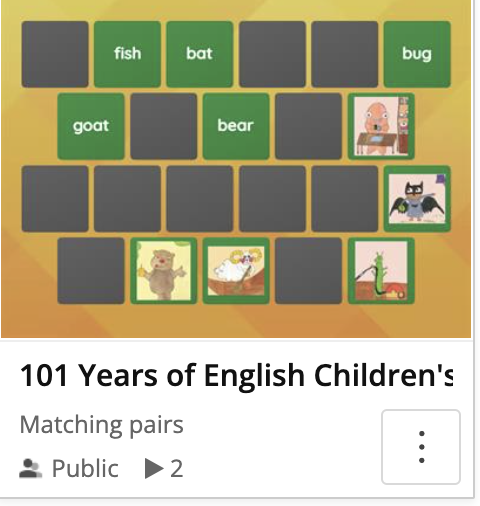 fish bat bug
goat bear
101 Years of English Children's
Matching pairs
Public 2